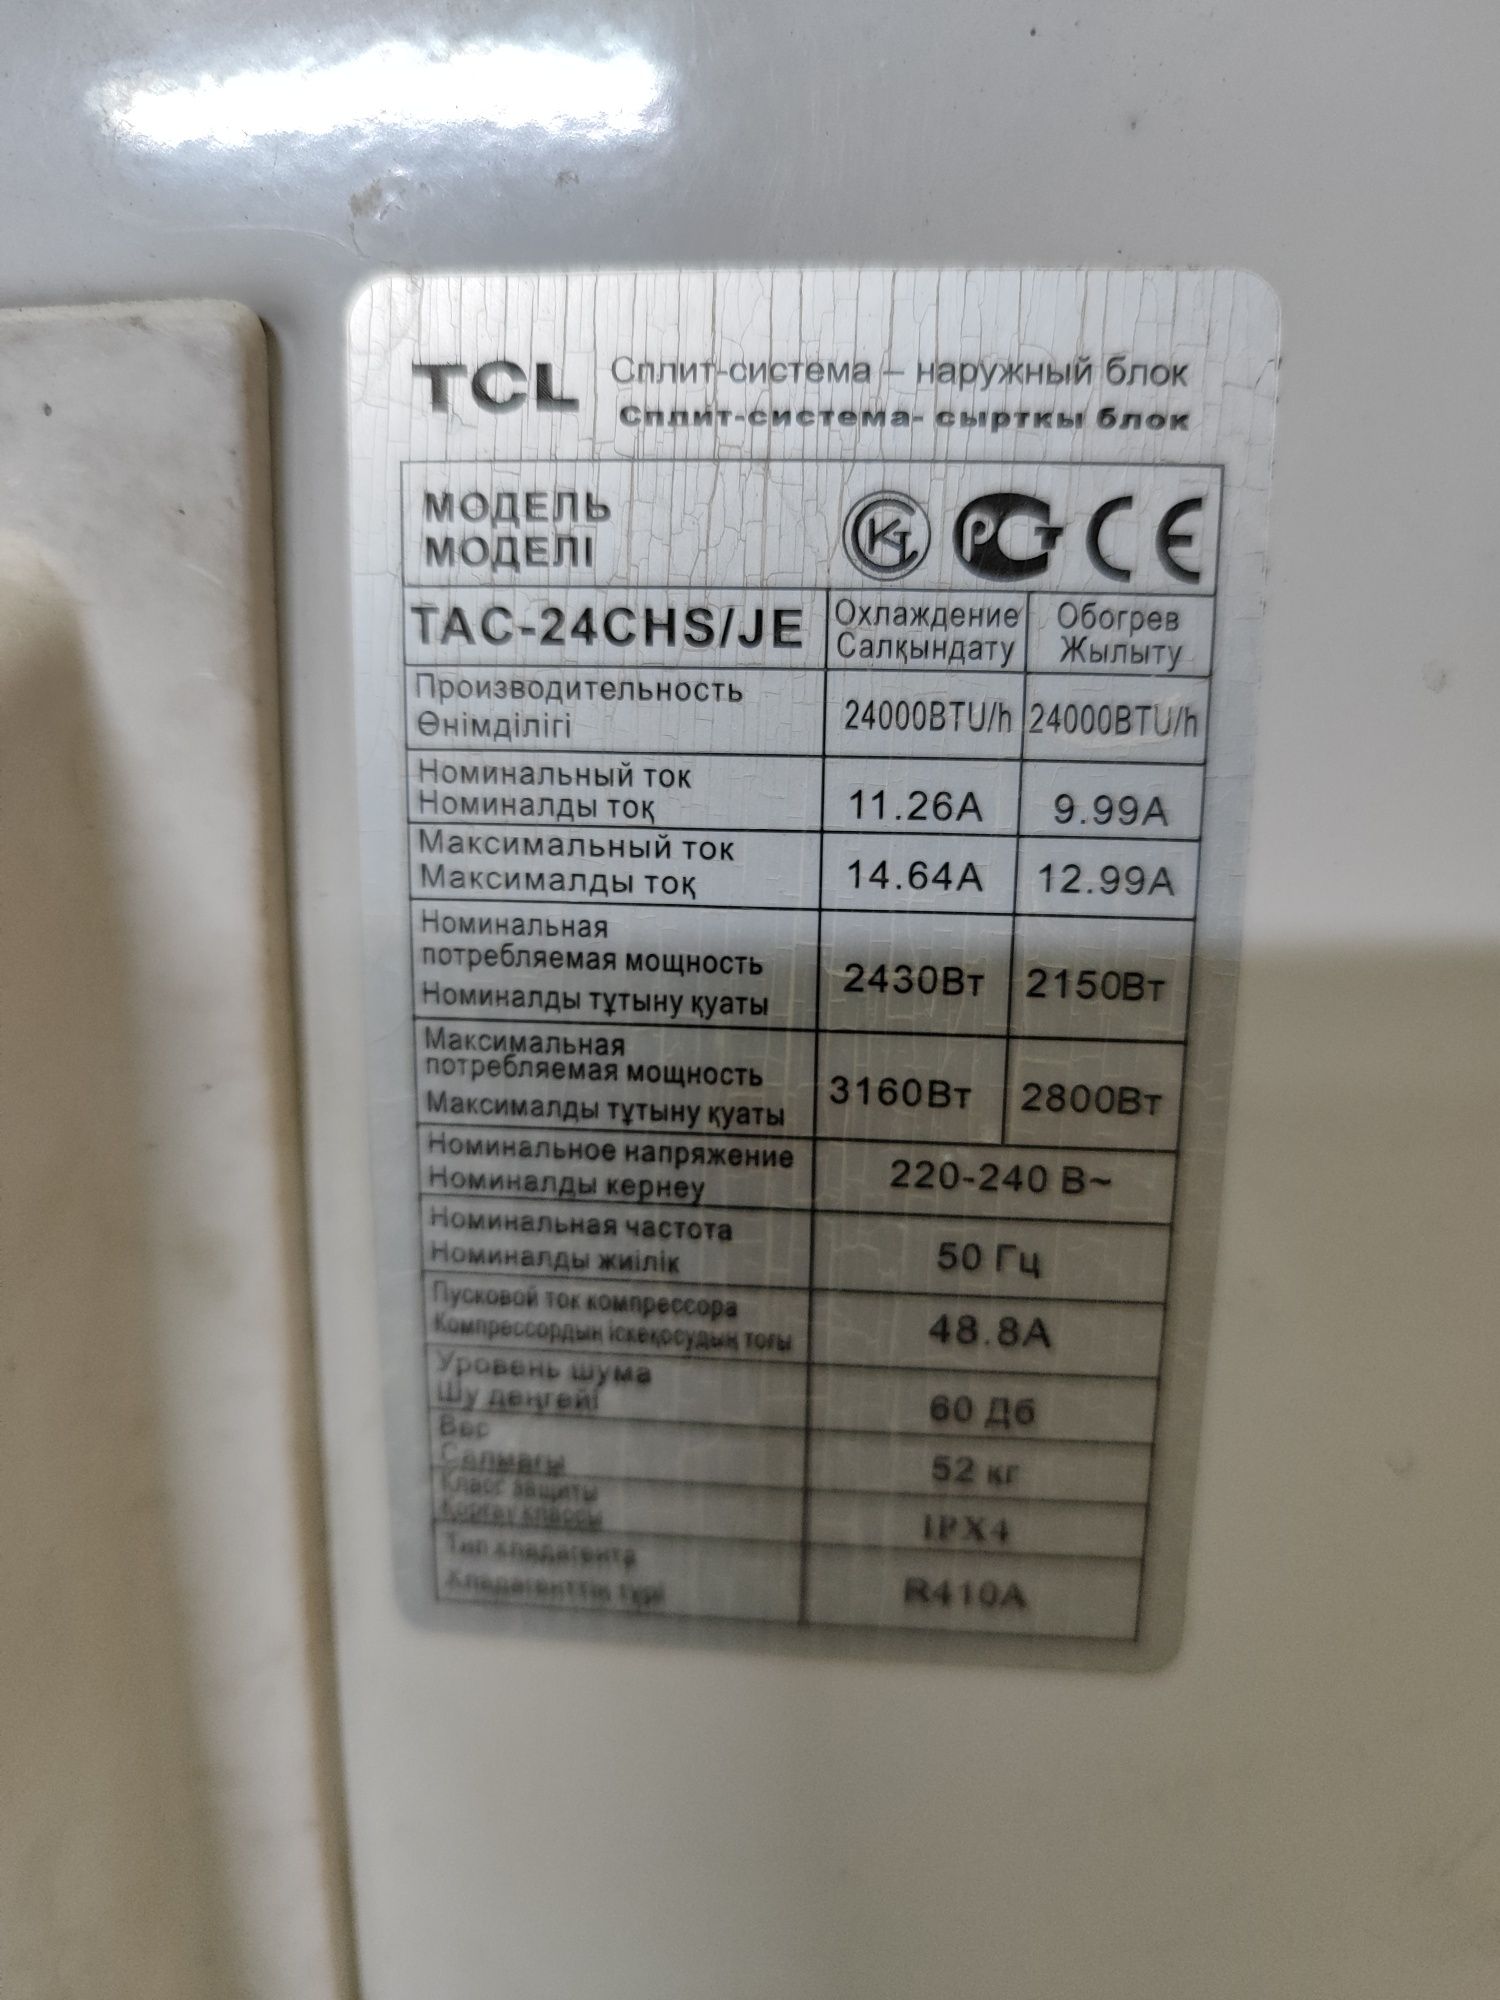 TCL Сплит-система – наружный блок
Сплит-система- сырткы блок
МОДЕЛЬ
МОДЕЛІ
TAC-24CHS/JE
Охлаждение Обогрев
Салқындату Жылыту
Производительность
Өнімділігі
24000BTU/h 24000BTU/h
Номинальный ток
Номиналды тоқ
11.26A 9.99A
Максимальный ток
Максималды тоқ
14.64A 12.99A
Номинальная
потребляемая мощность
Номиналды тұтыну қуаты
2430Вт 2150Вт
Максимальная
потребляемая мощность
Максималды тұтыну қуаты
3160Вт 2800Вт
Номинальное напряжение
Номиналды кернеу
220-240 В~
Номинальная частота
Номиналды жиілік
50 Гц
Пусковой ток компрессора
Компрессордың іскеқосудың тоғы
48.8A
Уровень шума
Шу деңгейі
60 Дб
Вес
Салмағы
52 кг
Класс защиты
Қорғау классы
IPX4
Тип хладагента
Хладагенттің түрі
R410A